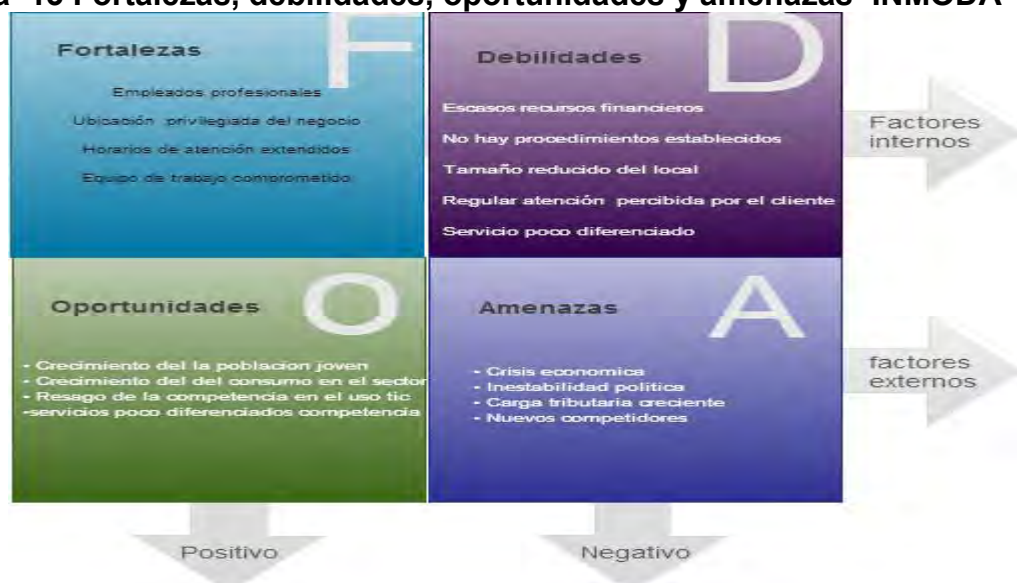 a 16 Fortalezas, debilidades, oportunidades y amenazas INMODA
F
Fortalezas
Empleados profesionales
Ubicación privilegiada del negocio
Horarios de atención extendidos
Equipo de trabajo comprometido
D
Debilidades
Escasos recursos financieros
No hay procedimientos establecidos
Tamaño reducido del local
Regular atención percibida por el cliente
Servicio poco diferenciado
Factores
internos
O
Oportunidades
- Crecimiento del la poblacion joven
- Crecimiento del del consumo en el sector
- Resago de la competencia en el uso tic
-servicios poco diferenciados competencia
A
Amenazas
- Crisis economica
- Inestabilidad politica
- Carga tributaria creciente
- Nuevos competidores
factores
externos
Positivo
Negativo